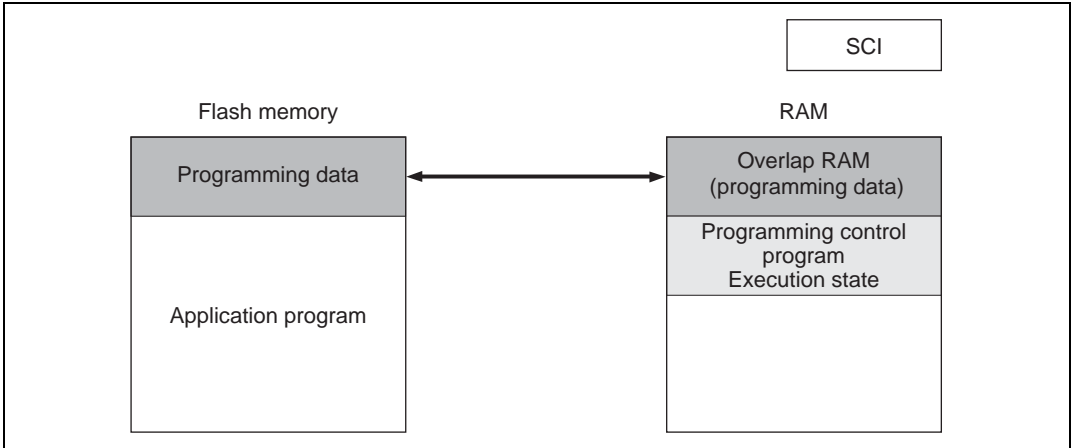 SCI
Flash memory
RAM
Programming data
Overlap RAM
(programming data)
Programming control
program
Execution state
Application program